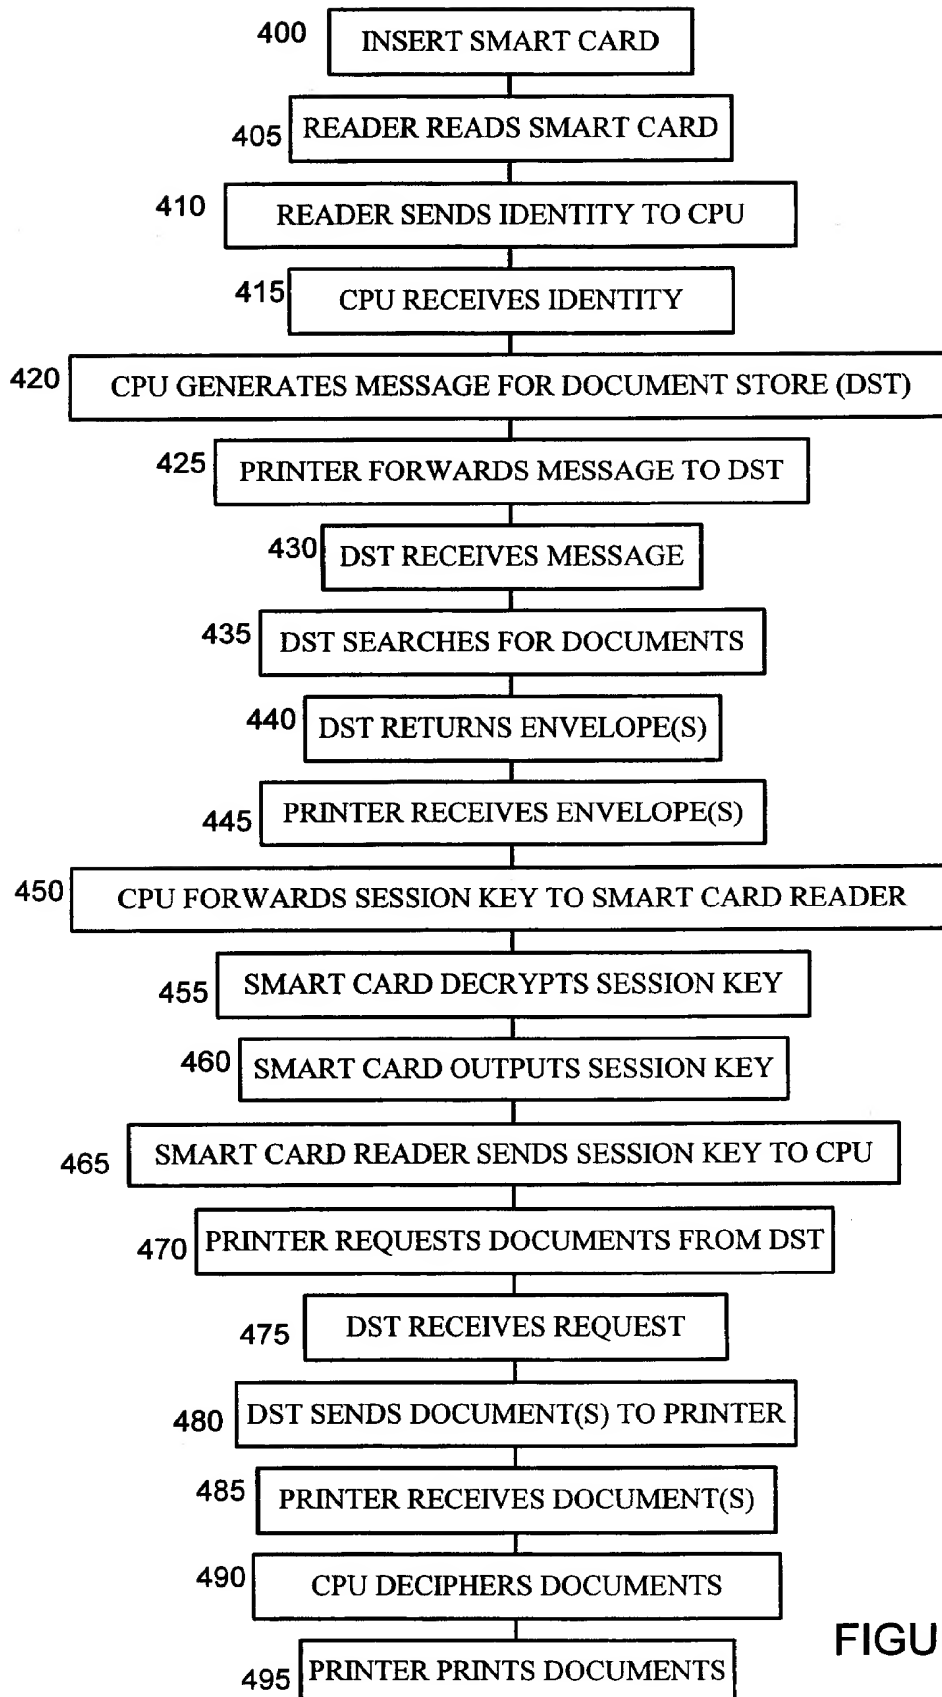 400 INSERT SMART CARD
405 READER READS SMART CARD
410 READER SENDS IDENTITY TO CPU
415 CPU RECEIVES IDENTITY
420 CPU GENERATES MESSAGE FOR DOCUMENT STORE (DST)
425 PRINTER FORWARDS MESSAGE TO DST
430 DST RECEIVES MESSAGE
435 DST SEARCHES FOR DOCUMENTS
440 DST RETURNS ENVELOPE(S)
445 PRINTER RECEIVES ENVELOPE(S)
450 CPU FORWARDS SESSION KEY TO SMART CARD READER
455 SMART CARD DECRYPTS SESSION KEY
460 SMART CARD OUTPUTS SESSION KEY
465 SMART CARD READER SENDS SESSION KEY TO CPU
470 PRINTER REQUESTS DOCUMENTS FROM DST
475 DST RECEIVES REQUEST
480 DST SENDS DOCUMENT(S) TO PRINTER
485 PRINTER RECEIVES DOCUMENT(S)
490 CPU DECIPHERS DOCUMENTS
FIGU
495 PRINTER PRINTS DOCUMENTS